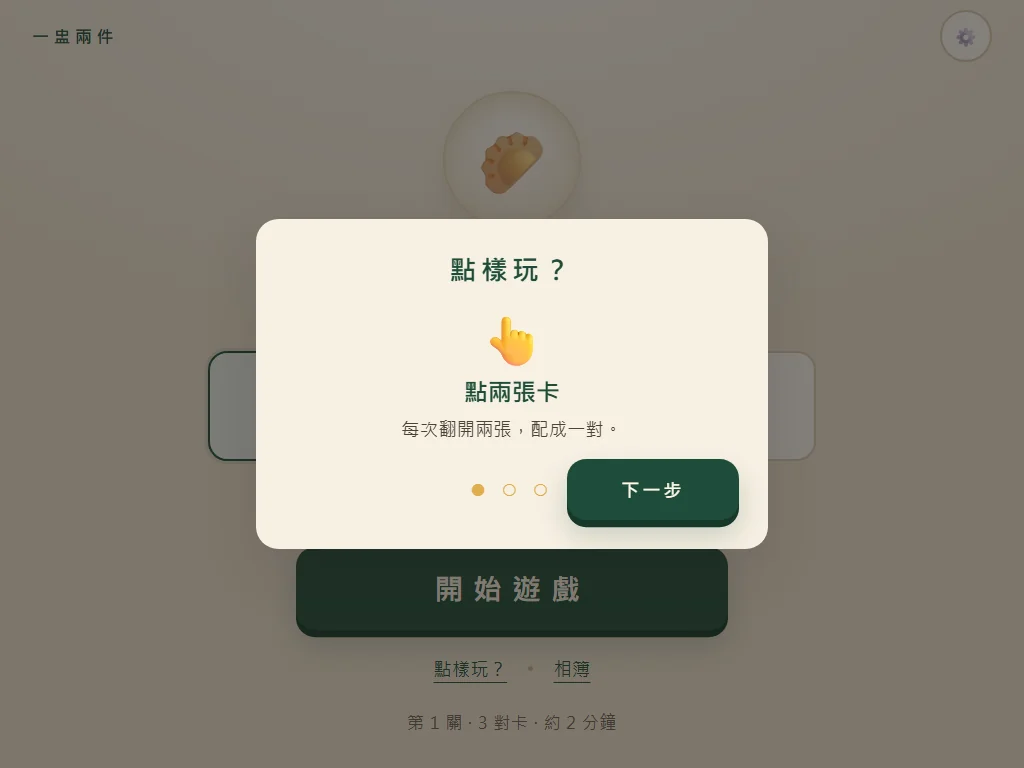 一盅兩件
點樣玩？
點兩張卡
每次翻開兩張，配成一對。
下一步
開始遊戲
點樣玩？ • 相簿
第 1 關 · 3 對卡 · 約 2 分鐘